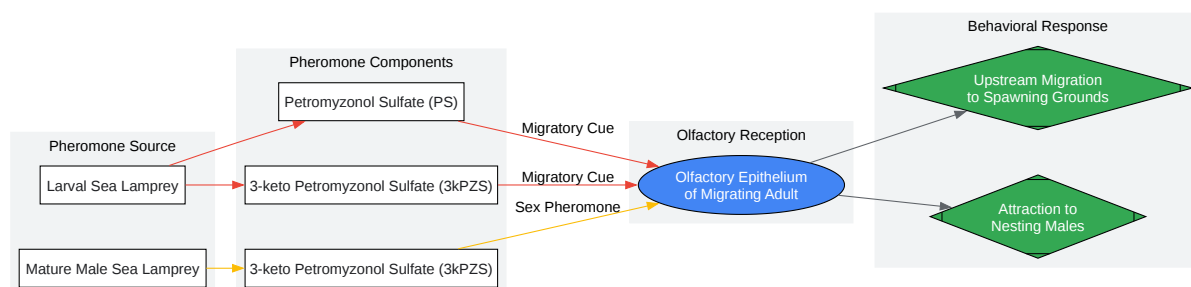 Pheromone Source
Larval Sea Lamprey
Mature Male Sea Lamprey
Pheromone Components
Petromyzonol Sulfate (PS)
3-keto Petromyzonol Sulfate (3kPZS)
3-keto Petromyzonol Sulfate (3kPZS)
Migratory Cue
Migratory Cue
Sex Pheromone
Olfactory Reception
Olfactory Epithelium
of Migrating Adult
Behavioral Response
Upstream Migration
to Spawning Grounds
Attraction to
Nesting Males